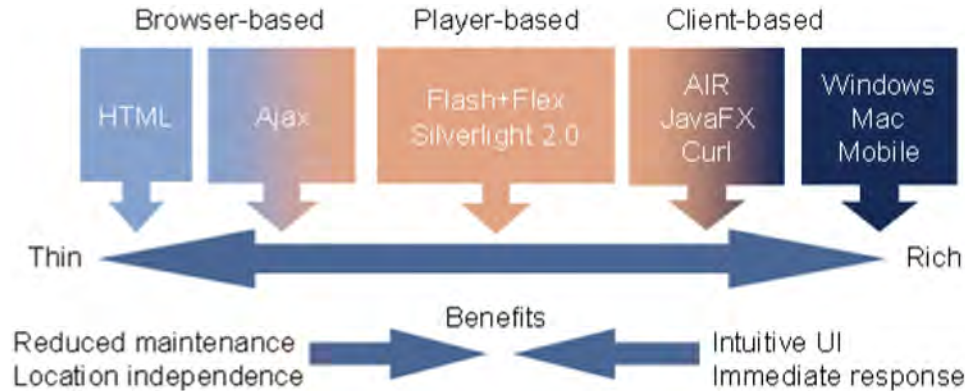 Browser-based
Player-based
Client-based
HTML
Ajax
Flash+Flex
Silverlight 2.0
AIR
JavaFX
Curl
Windows
Mac
Mobile
Thin
Rich
Benefits
Reduced maintenance
Location independence
Intuitive UI
Immediate response